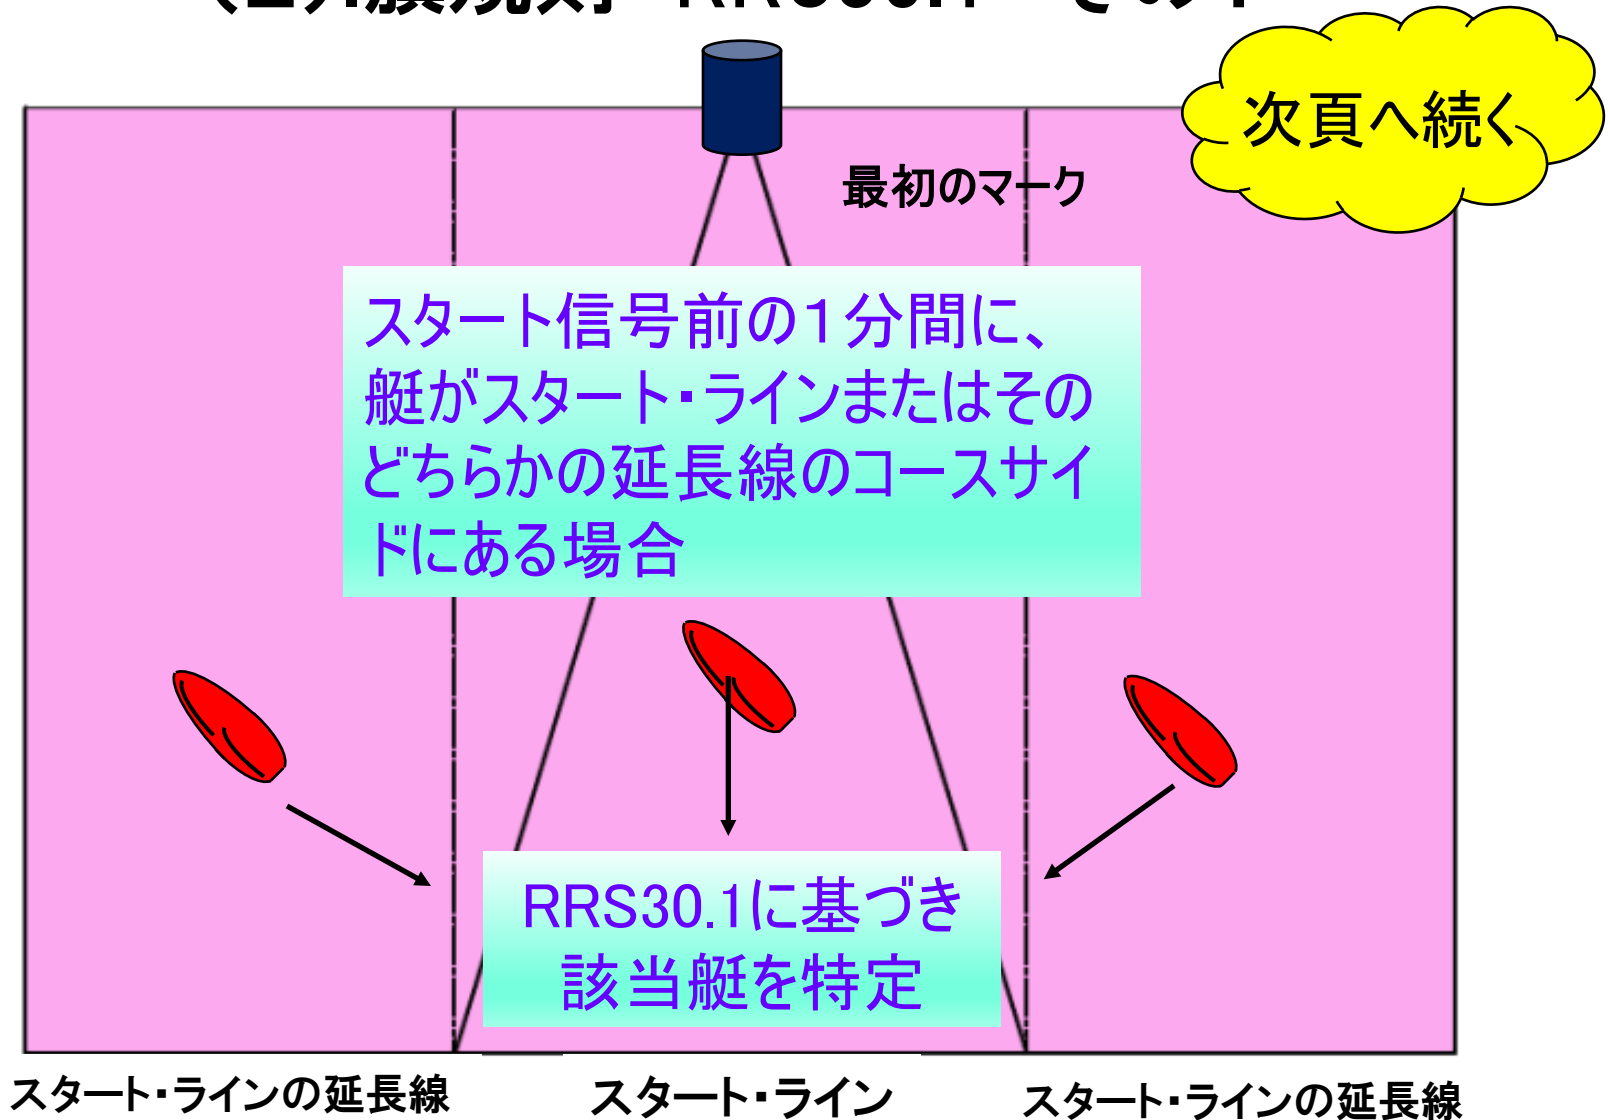 次頁へ続く
最初のマーク
スタート信号前の１分間に、
艇がスタート・ラインまたはその
どちらかの延長線のコースサイ
ドにある場合
RRS30.1に基づき
該当艇を特定
スタート・ラインの延長線
スタート・ライン
スタート・ラインの延長線